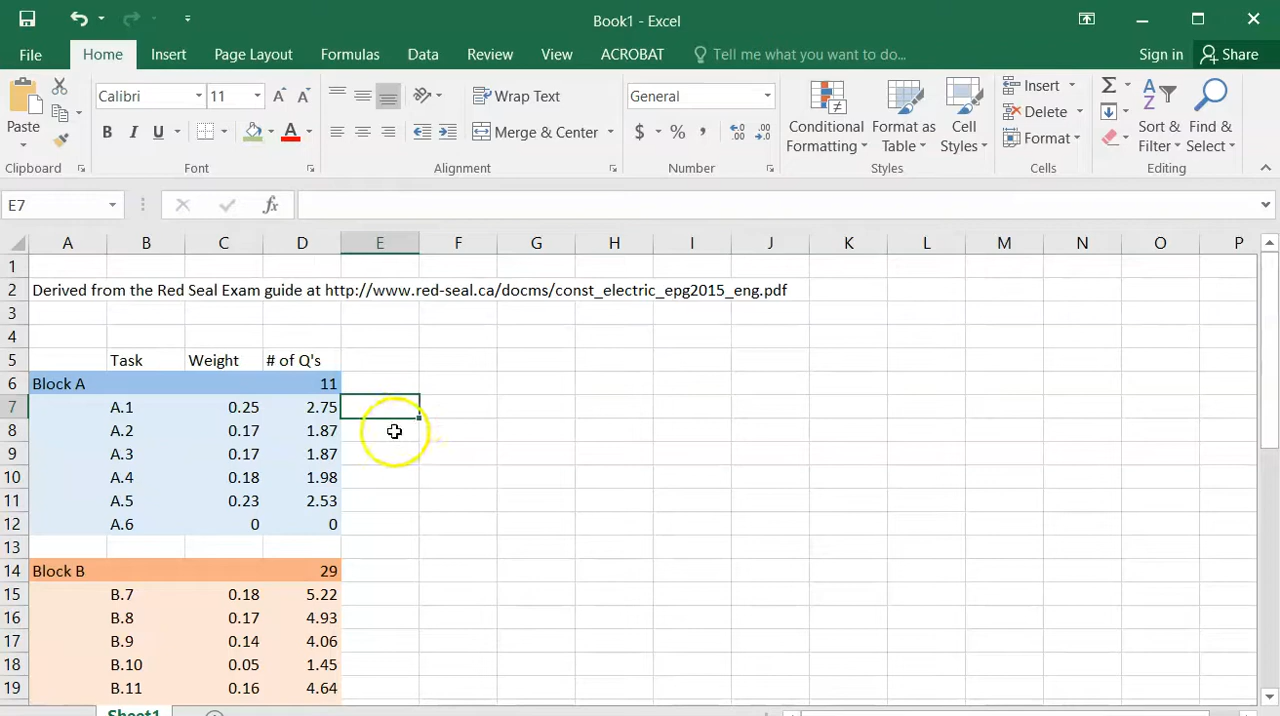 Book1 - Excel
File Home Insert Page Layout Formulas Data Review View ACROBAT Tell me what you want to do... Sign in Share
Paste
Calibri 11 Wrap Text General Insert
B I U Merge & Center $ % , Conditional Formatting Format as Table Cell Styles Delete Format Σ Sort & Filter Find & Select
Clipboard Font Alignment Number Styles Cells Editing
E7 fx
A B C D E F G H I J K L M N O P
1
2 Derived from the Red Seal Exam guide at http://www.red-seal.ca/docms/const_electric_epg2015_eng.pdf
3
4
5 Task Weight # of Q's
6 Block A 11
7 A.1 0.25 2.75
8 A.2 0.17 1.87
9 A.3 0.17 1.87
10 A.4 0.18 1.98
11 A.5 0.23 2.53
12 A.6 0 0
13
14 Block B 29
15 B.7 0.18 5.22
16 B.8 0.17 4.93
17 B.9 0.14 4.06
18 B.10 0.05 1.45
19 B.11 0.16 4.64
Sheet1